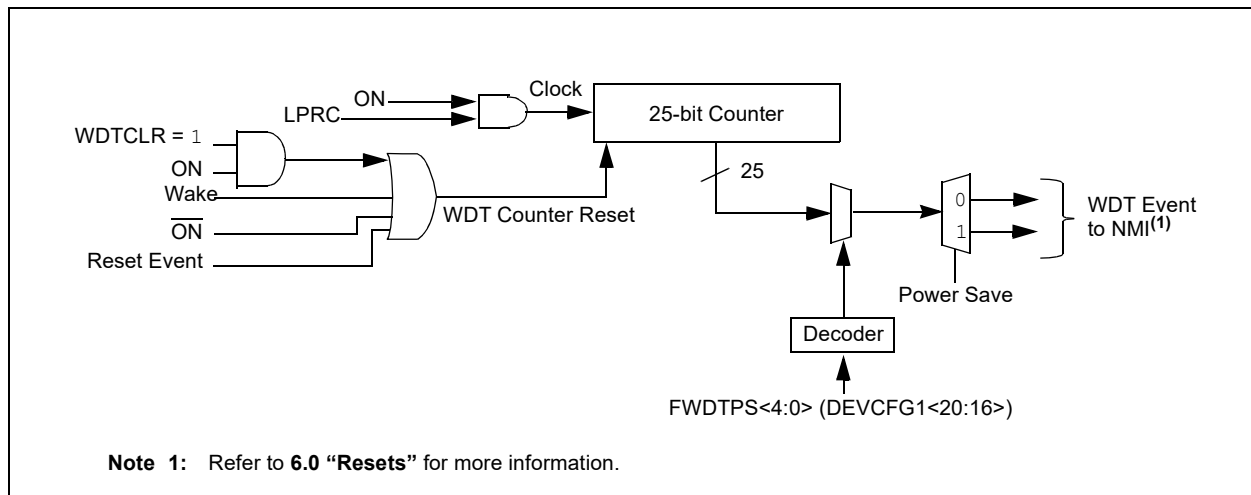 ON
Clock
LPRC
25-bit Counter
WDTCLR = 1
ON
Wake
25
WDT Counter Reset
ON
Reset Event
0
1
WDT Event
to NMI(1)
Power Save
Decoder
FWDTPS<4:0> (DEVCFG1<20:16>)
Note 1: Refer to 6.0 “Resets” for more information.